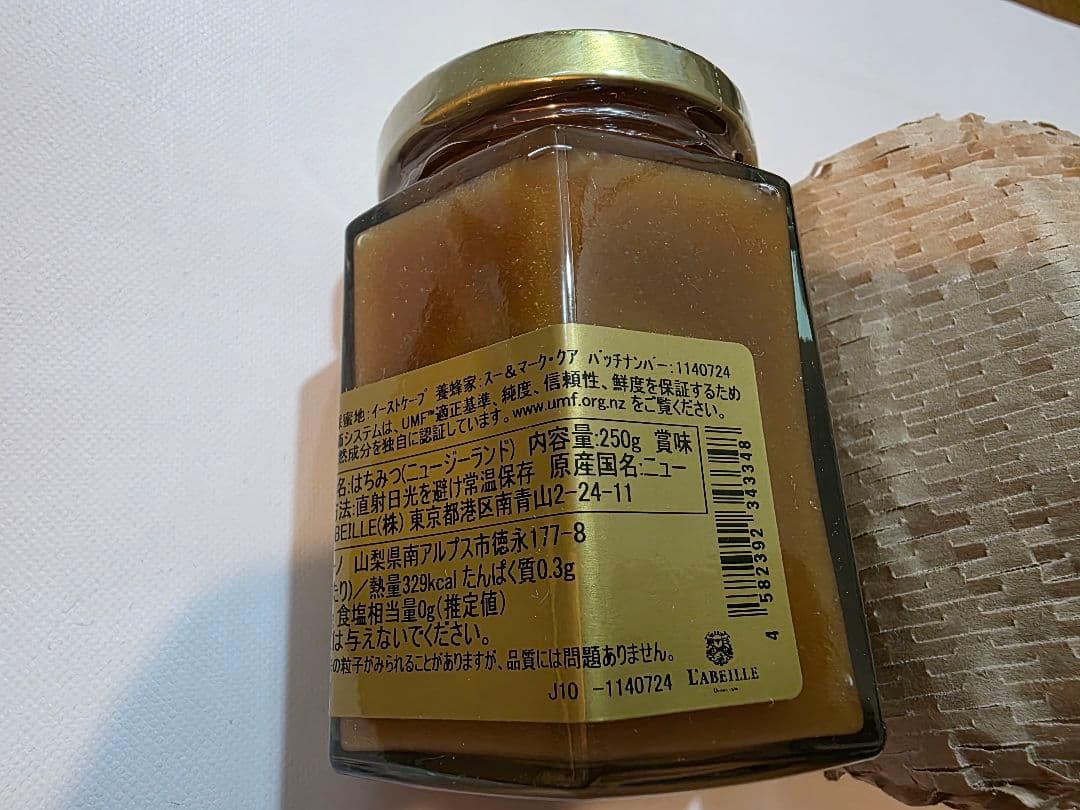 蜜地:イーストケープ 養蜂家:スー&マーク・クア バッチナンバー:1140724
システムは、UMF™適正基準、純度、信頼性、鮮度を保証するため
然成分を独自に認証しています。www.umf.org.nz をご覧ください。
名:はちみつ(ニュージーランド) 内容量:250g 賞味
法:直射日光を避け常温保存 原産国名:ニュー
BEILLE(株) 東京都港区南青山2-24-11
ノ 山梨県南アルプス市徳永177-8
たり)/熱量329kcal たんぱく質0.3g
食塩相当量0g(推定値)
は与えないでください。
の粒子がみられることがありますが、品質には問題ありません。
J10 -1140724
4 582392 343348
L'ABEILLE